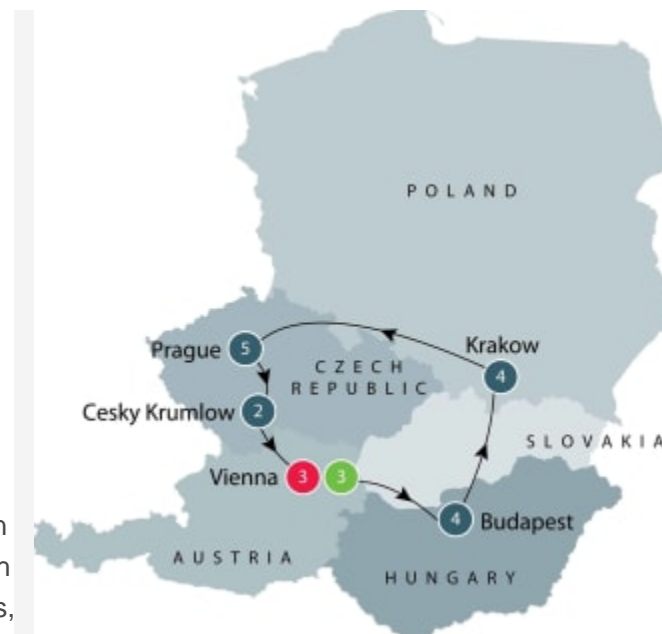 POLAND
Krakow
4
Prague
5
CZECH
REPUBLIC
Cesky Krumlow
2
SLOVAKIA
Vienna
3
3
4
Budapest
AUSTRIA
HUNGARY
s,